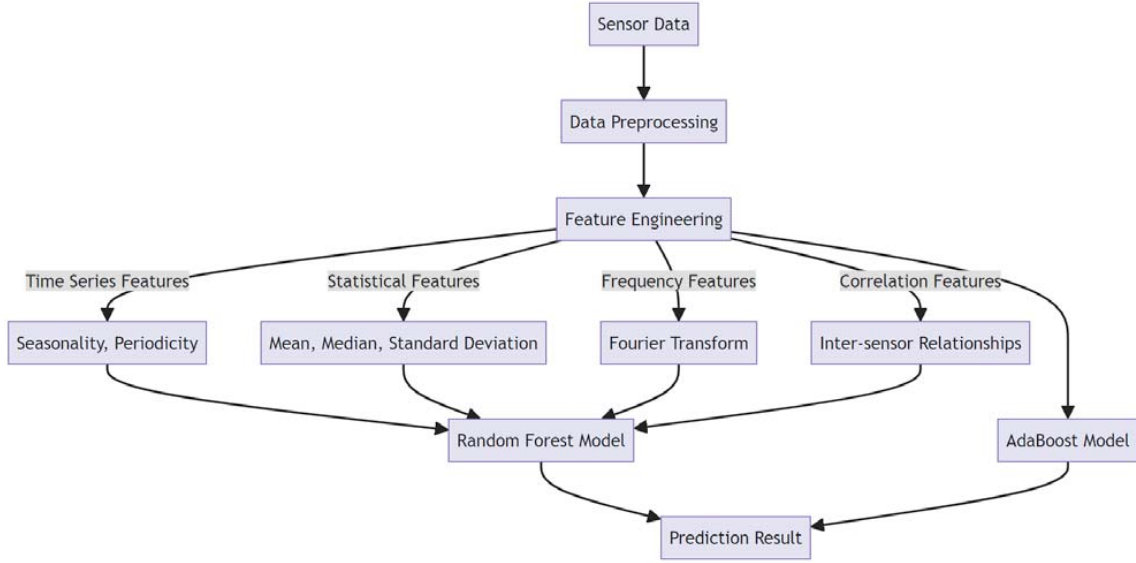 Sensor Data
Data Preprocessing
Feature Engineering
Time Series Features
Statistical Features
Frequency Features
Correlation Features
Seasonality, Periodicity
Mean, Median, Standard Deviation
Fourier Transform
Inter-sensor Relationships
Random Forest Model
AdaBoost Model
Prediction Result